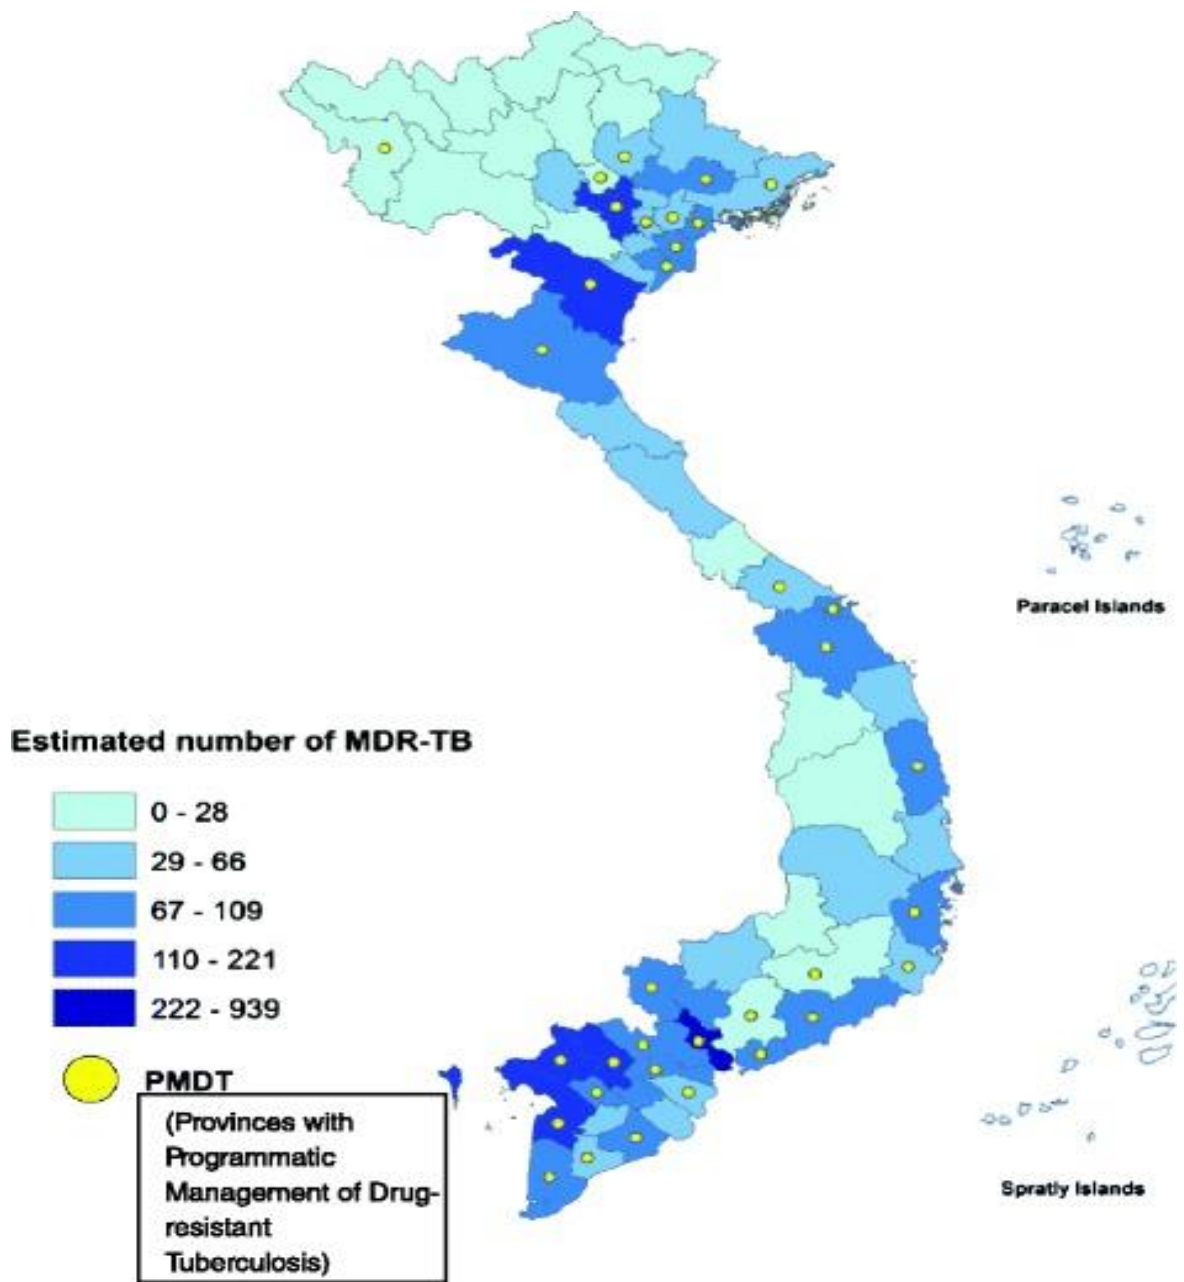 Paracel Islands
Estimated number of MDR-TB
0 - 28
29 - 66
67 - 109
110 - 221
222 - 939
PMDT
(Provinces with
Programmatic
Management of Drug-
resistant
Tuberculosis)
Spratly Islands